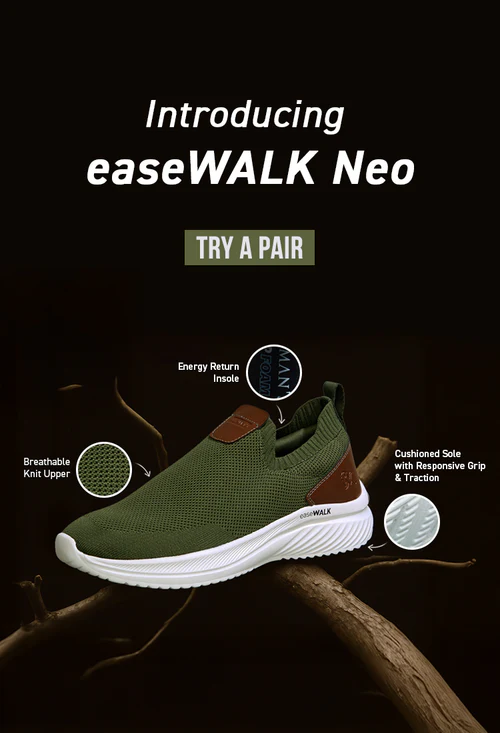 Introducing
easeWALK Neo
TRY A PAIR
Energy Return
Insole
Breathable
Knit Upper
Cushioned Sole
with Responsive Grip
& Traction
easeWALK